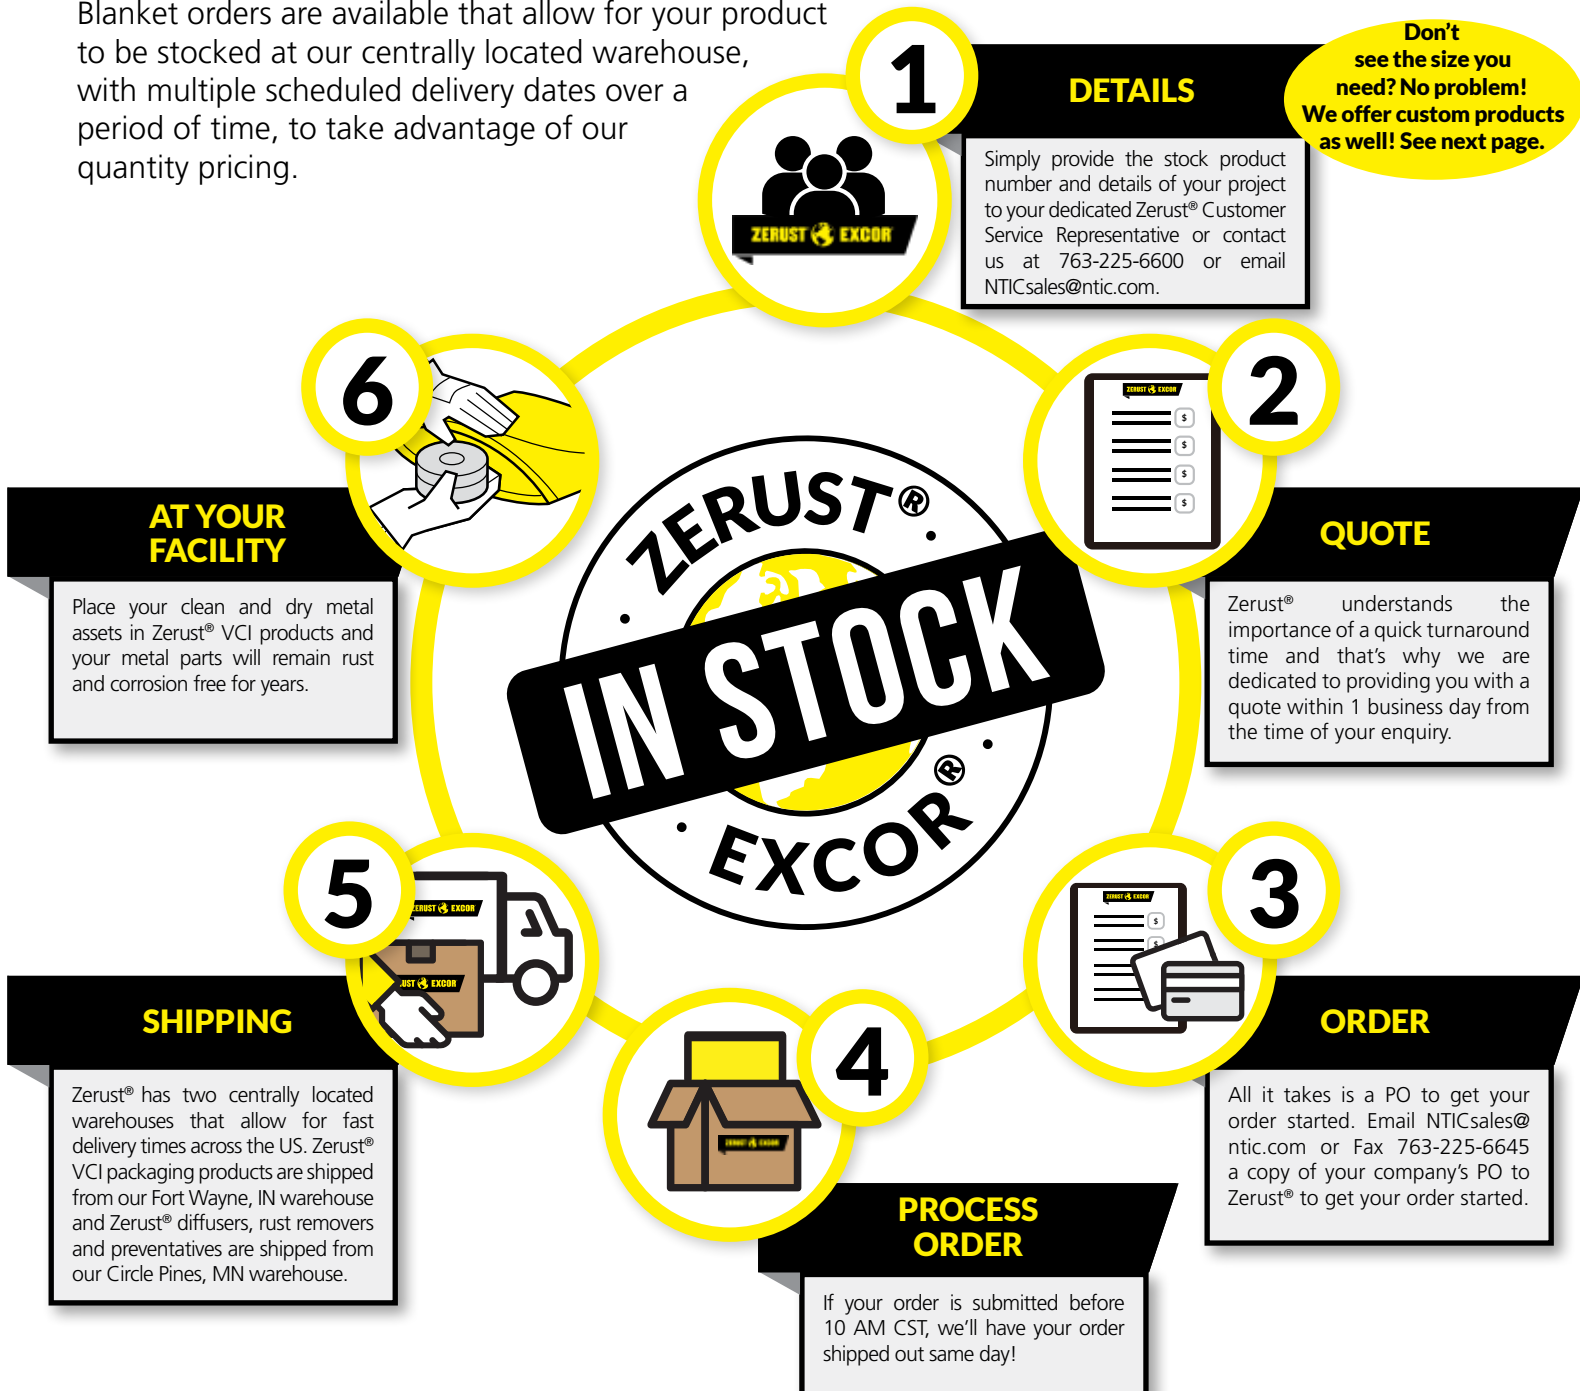 Blanket orders are available that allow for your product
to be stocked at our centrally located warehouse,
with multiple scheduled delivery dates over a
period of time, to take advantage of our
quantity pricing.
1
DETAILS
Don't
see the size you
need? No problem!
We offer custom products
as well! See next page.
ZERUST EXCOR
Simply provide the stock product
number and details of your project
to your dedicated Zerust® Customer
Service Representative or contact
us at 763-225-6600 or email
NTICsales@ntic.com.
2
ZERUST EXCOR
$
$
$
$
QUOTE
Zerust® understands the
importance of a quick turnaround
time and that's why we are
dedicated to providing you with a
quote within 1 business day from
the time of your enquiry.
3
ZERUST EXCOR
$
$
ORDER
All it takes is a PO to get your
order started. Email NTICsales@
ntic.com or Fax 763-225-6645
a copy of your company's PO to
Zerust® to get your order started.
4
ZERUST EXCOR
PROCESS
ORDER
If your order is submitted before
10 AM CST, we'll have your order
shipped out same day!
5
ZERUST EXCOR
UST EXCOR
SHIPPING
Zerust® has two centrally located
warehouses that allow for fast
delivery times across the US. Zerust®
VCI packaging products are shipped
from our Fort Wayne, IN warehouse
and Zerust® diffusers, rust removers
and preventatives are shipped from
our Circle Pines, MN warehouse.
6
AT YOUR
FACILITY
Place your clean and dry metal
assets in Zerust® VCI products and
your metal parts will remain rust
and corrosion free for years.
ZERUST®
IN STOCK
EXCOR®